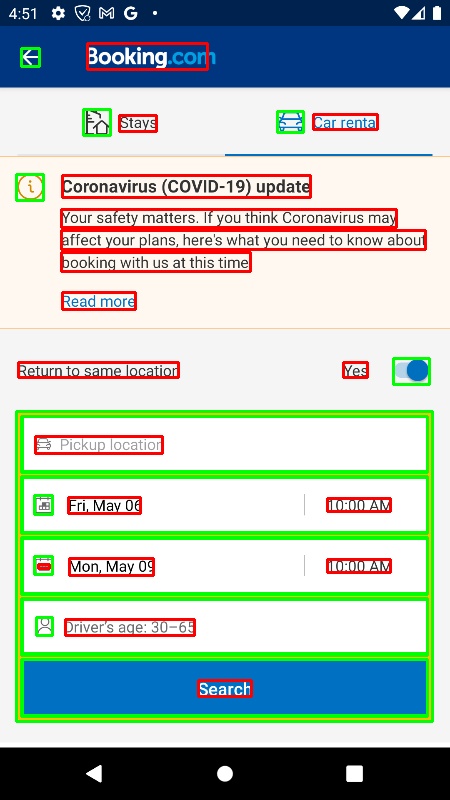 4:51
Booking.com
Stays
Car rental
Coronavirus (COVID-19) update
Your safety matters. If you think Coronavirus may
affect your plans, here's what you need to know about
booking with us at this time
Read more
Return to same location
Yes
Pickup location
Fri, May 06
10:00 AM
Mon, May 09
10:00 AM
Driver's age: 30–65
Search